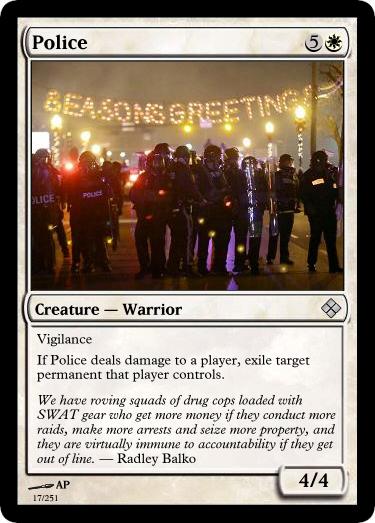 Police 5
SEASONS GREETINGS
POLICE
POLICE
Creature — Warrior
Vigilance
If Police deals damage to a player, exile target
permanent that player controls.
We have roving squads of drug cops loaded with
SWAT gear who get more money if they conduct more
raids, make more arrests and seize more property, and
they are virtually immune to accountability if they get
out of line. — Radley Balko
4/4
AP
17/251